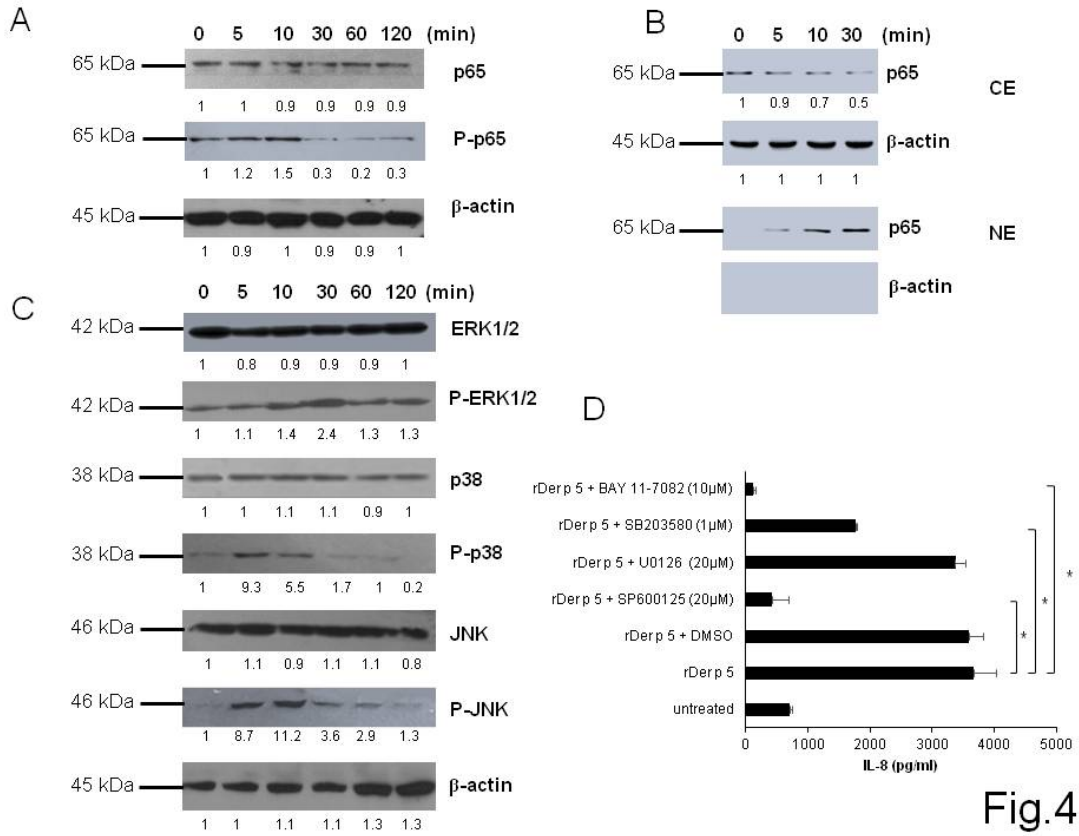 A
0 5 10 30 60 120 (min)
65 kDa p65
1 1 0.9 0.9 0.9 0.9
65 kDa P-p65
1 1.2 1.5 0.3 0.2 0.3
45 kDa β-actin
1 0.9 1 0.9 0.9 1
B
0 5 10 30
65 kDa p65 CE
1 0.9 0.7 0.5
45 kDa β-actin
1 1 1 1
65 kDa p65 NE
β-actin
C
0 5 10 30 60 120 (min)
42 kDa ERK1/2
1 0.8 0.9 0.9 0.9 1
42 kDa P-ERK1/2
1 1.1 1.4 2.4 1.3 1.3
38 kDa p38
1 1 1.1 1.1 0.9 1
38 kDa P-p38
1 9.3 5.5 1.7 1 0.2
46 kDa JNK
1 1.1 0.9 1.1 1.1 0.8
46 kDa P-JNK
1 8.7 11.2 3.6 2.9 1.3
45 kDa β-actin
1 1 1.1 1.1 1.3 1.3
D
rDer p 5 + BAY 11-7082 (10μM)
rDer p 5 + SB203580 (1μM)
rDer p 5 + U0126 (20μM)
rDer p 5 + SP600125 (20μM)
rDer p 5 + DMSO
rDer p 5
untreated
* * *
0 1000 2000 3000 4000 5000
IL-8 (pg/ml)
Fig.4